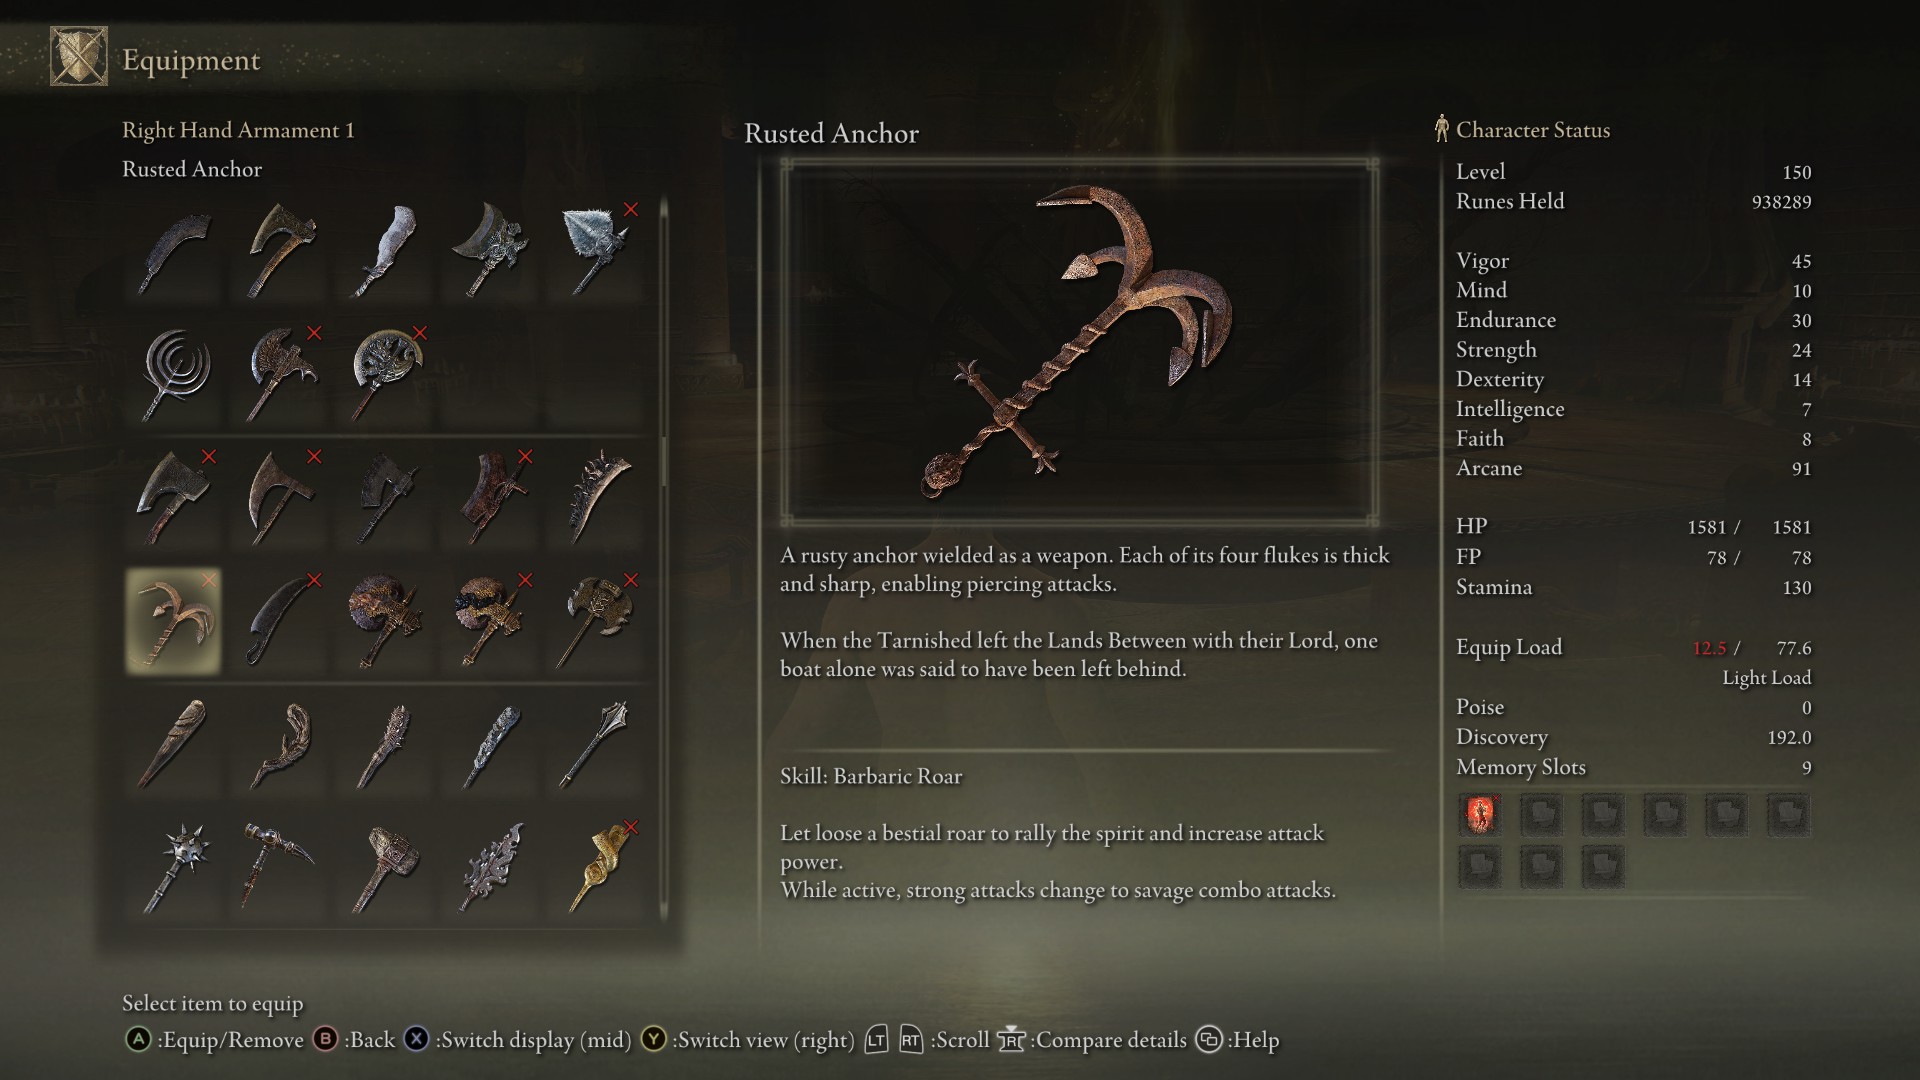 Equipment
Right Hand Armament 1
Rusted Anchor
Rusted Anchor
A rusty anchor wielded as a weapon. Each of its four flukes is thick
and sharp, enabling piercing attacks.
When the Tarnished left the Lands Between with their Lord, one
boat alone was said to have been left behind.
Skill: Barbaric Roar
Let loose a bestial roar to rally the spirit and increase attack
power.
While active, strong attacks change to savage combo attacks.
Character Status
Level 150
Runes Held 938289
Vigor 45
Mind 10
Endurance 30
Strength 24
Dexterity 14
Intelligence 7
Faith 8
Arcane 91
HP 1581 / 1581
FP 78 / 78
Stamina 130
Equip Load 12.5 / 77.6
Light Load
Poise 0
Discovery 192.0
Memory Slots 9
Select item to equip
A :Equip/Remove B :Back X :Switch display (mid) Y :Switch view (right) LT RT :Scroll R :Compare details :Help